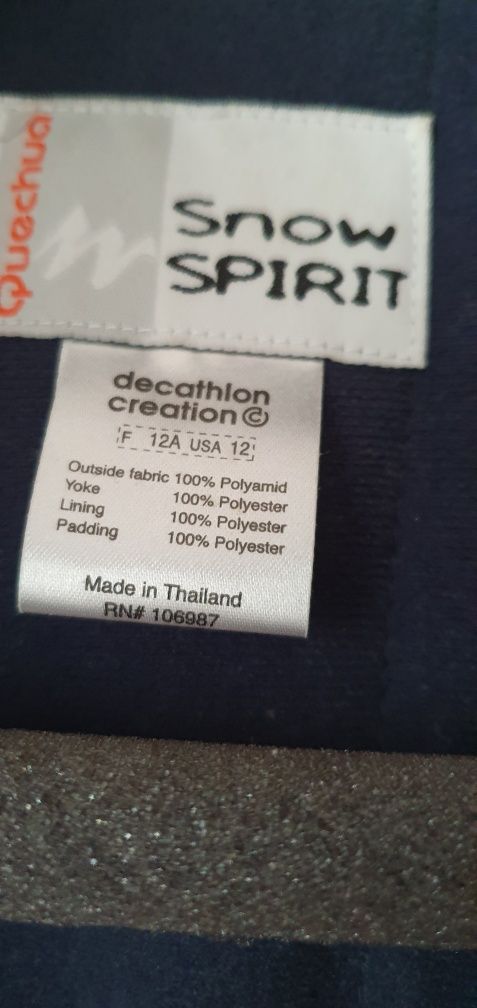 Quechua
Snow
SPIRIT
decathlon
creation ©
F 12A USA 12
Outside fabric 100% Polyamid
Yoke 100% Polyester
Lining 100% Polyester
Padding 100% Polyester
Made in Thailand
RN# 106987